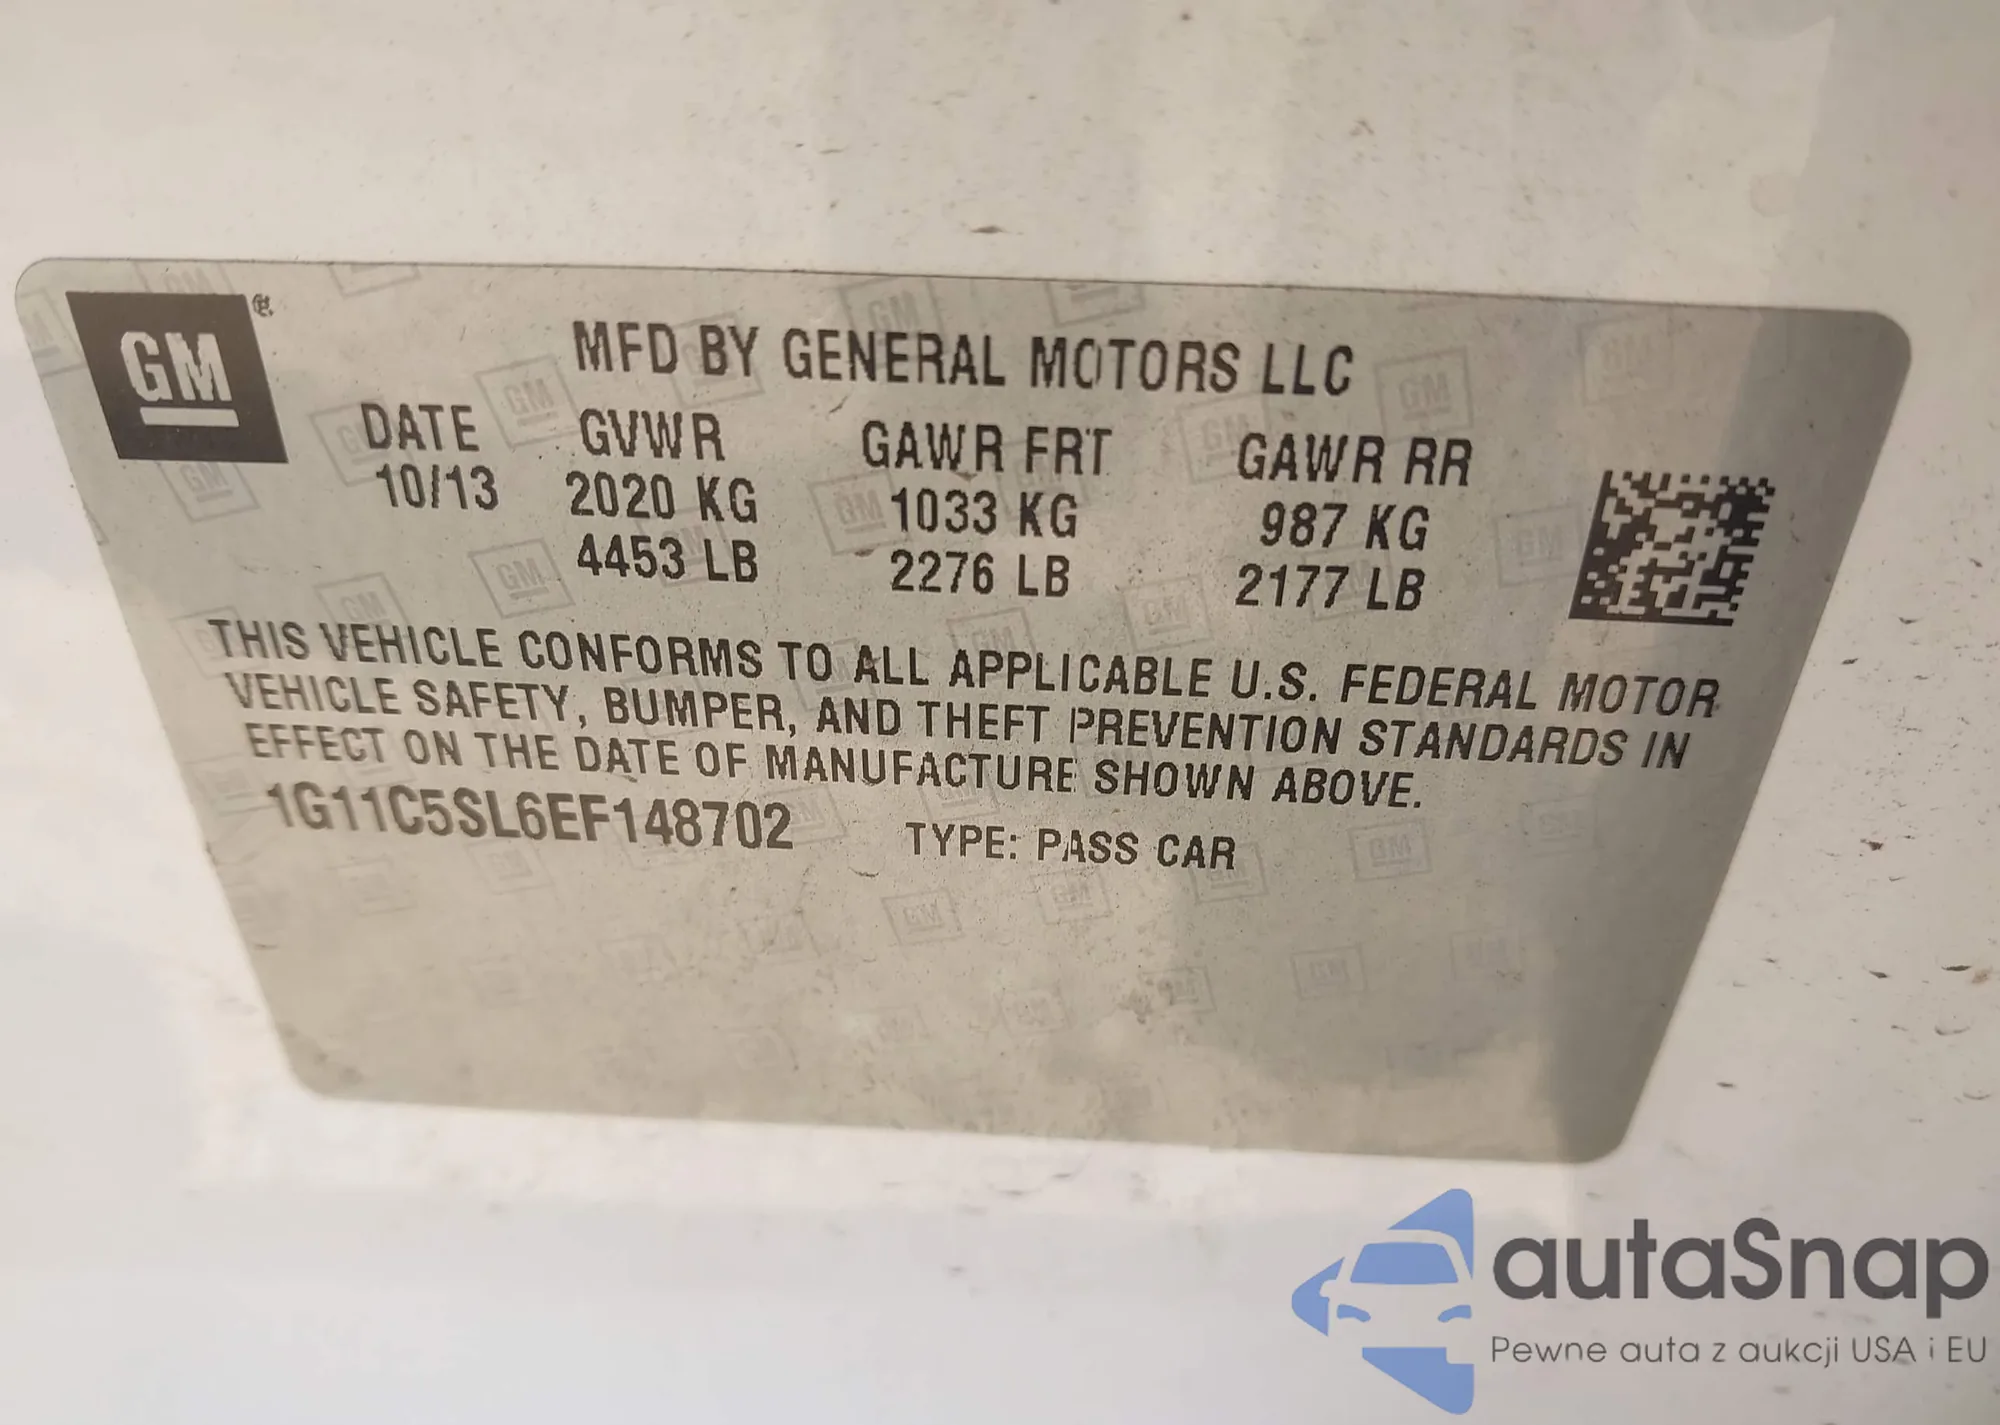 GM
MFD BY GENERAL MOTORS LLC
DATE GVWR GAWR FRT GAWR RR
10/13 2020 KG 1033 KG 987 KG
4453 LB 2276 LB 2177 LB
THIS VEHICLE CONFORMS TO ALL APPLICABLE U.S. FEDERAL MOTOR
VEHICLE SAFETY, BUMPER, AND THEFT PREVENTION STANDARDS IN
EFFECT ON THE DATE OF MANUFACTURE SHOWN ABOVE.
1G11C5SL6EF148702 TYPE: PASS CAR
autaSnap
Pewne auta z aukcji USA i EU